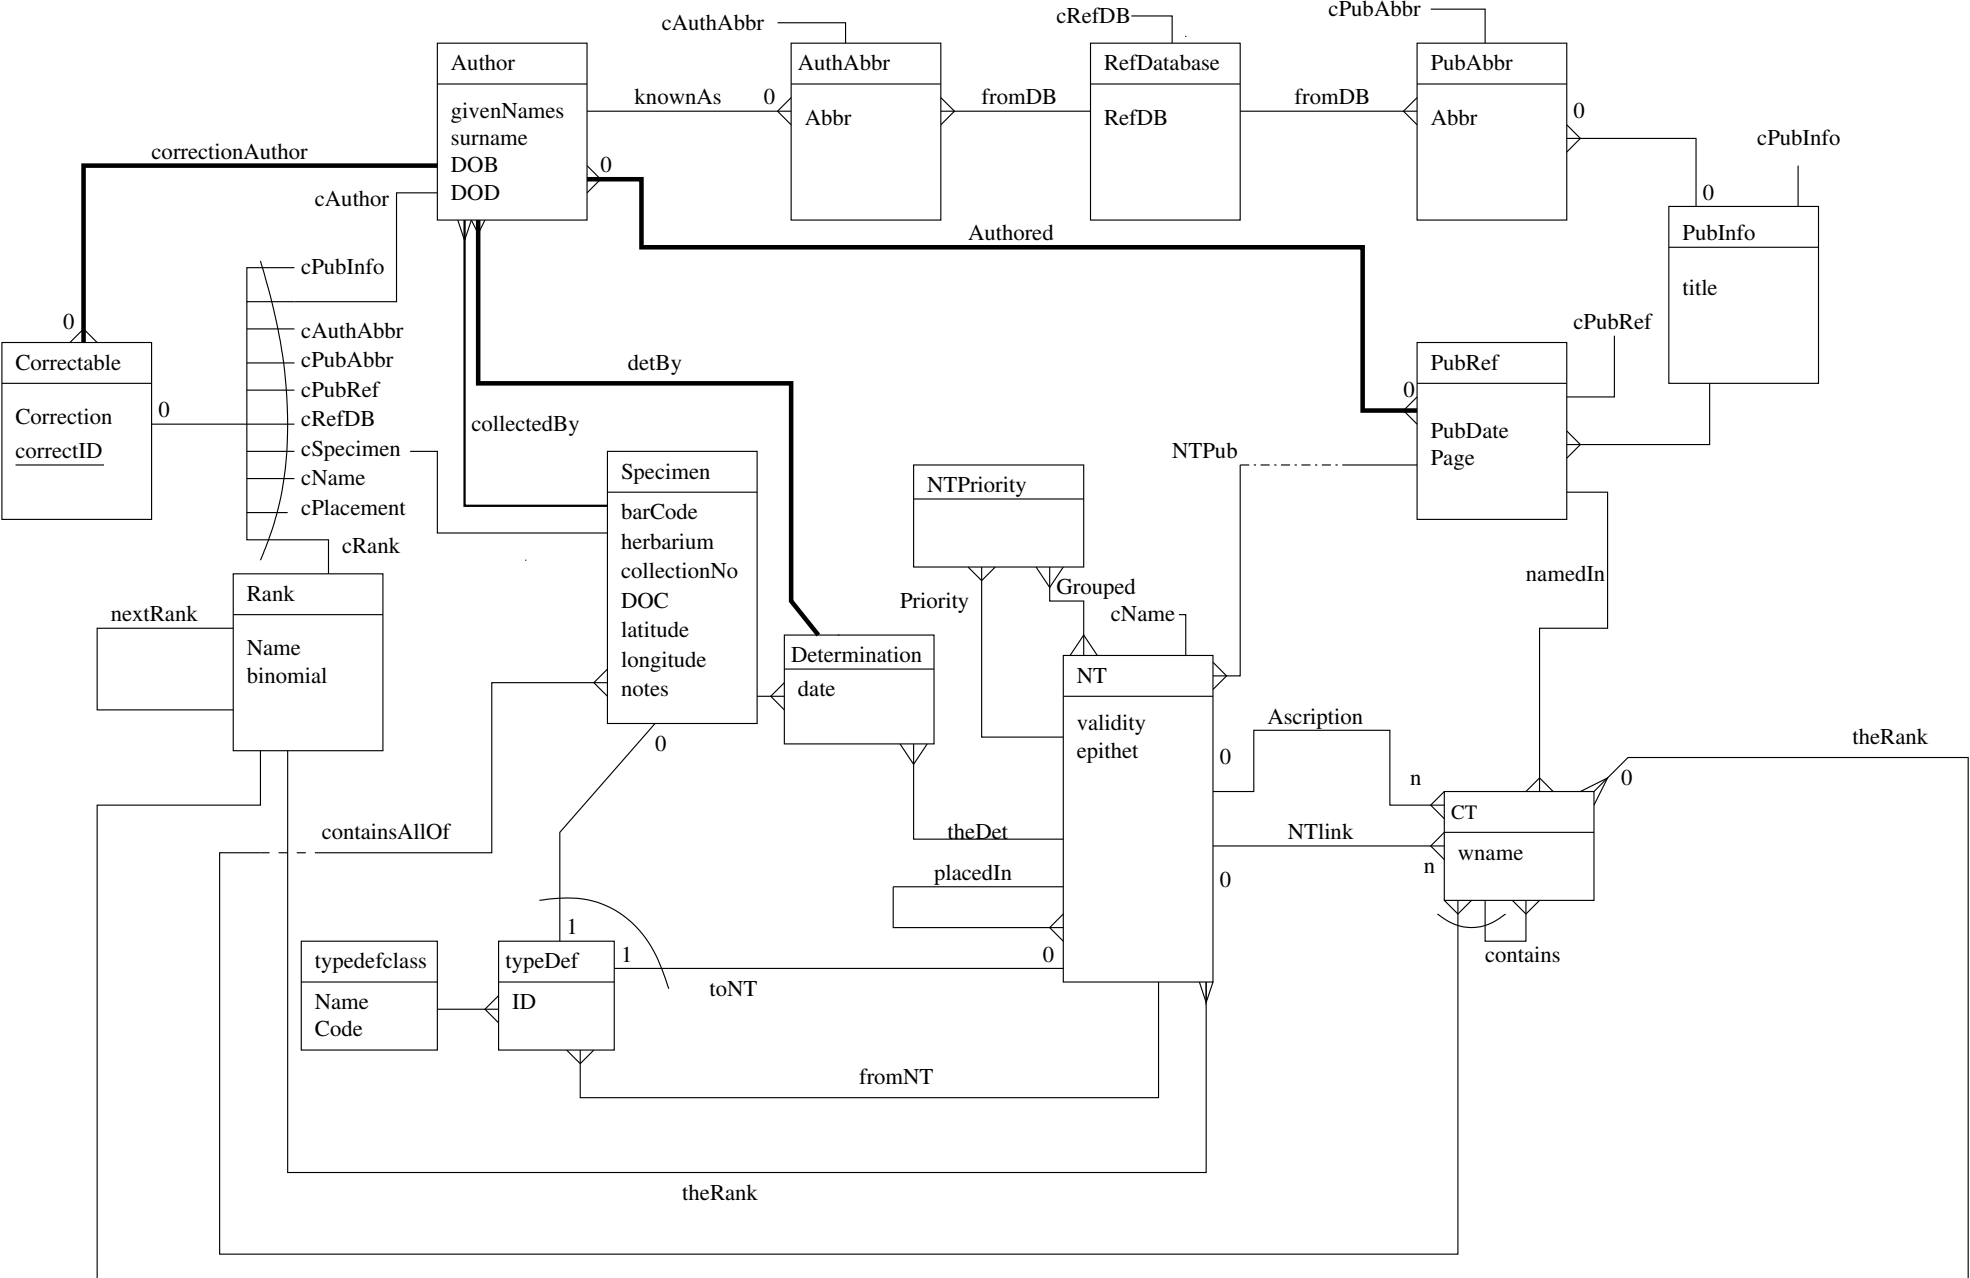 cAuthAbbr
cRefDB
cPubAbbr
Author
givenNames
surname
DOB
DOD
knownAs
0
AuthAbbr
Abbr
fromDB
RefDatabase
RefDB
fromDB
PubAbbr
Abbr
0
cPubInfo
0
PubInfo
title
correctionAuthor
cAuthor
0
Authored
cPubInfo
0
Correctable
Correction
correctID
0
cAuthAbbr
cPubAbbr
cPubRef
cRefDB
cSpecimen
cName
cPlacement
cRank
detBy
collectedBy
cPubRef
0
PubRef
PubDate
Page
NTPub
namedIn
Specimen
barCode
herbarium
collectionNo
DOC
latitude
longitude
notes
0
NTPriority
Priority
Grouped
cName
Rank
Name
binomial
nextRank
Determination
date
NT
validity
epithet
0
Ascription
n
theRank
0
CT
wname
containsAllOf
theDet
NTlink
n
0
placedIn
0
contains
1
1
typedefclass
Name
Code
typeDef
ID
toNT
fromNT
theRank